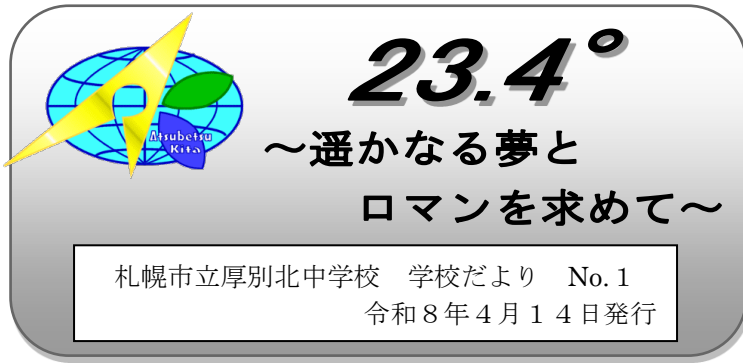 23.4°
～遥かなる夢と
ロマンを求めて～
Atsubetsu
Kita
札幌市立厚別北中学校　学校だより　No.1
令和８年４月１４日発行